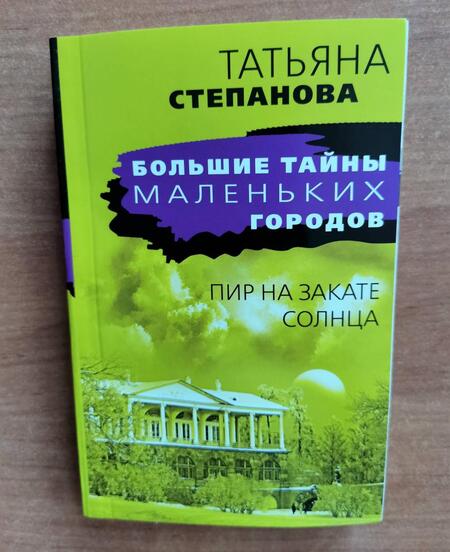 ТАТЬЯНА
СТЕПАНОВА
БОЛЬШИЕ ТАЙНЫ
МАЛЕНЬКИХ
ГОРОДОВ
ПИР НА ЗАКАТЕ
СОЛНЦА